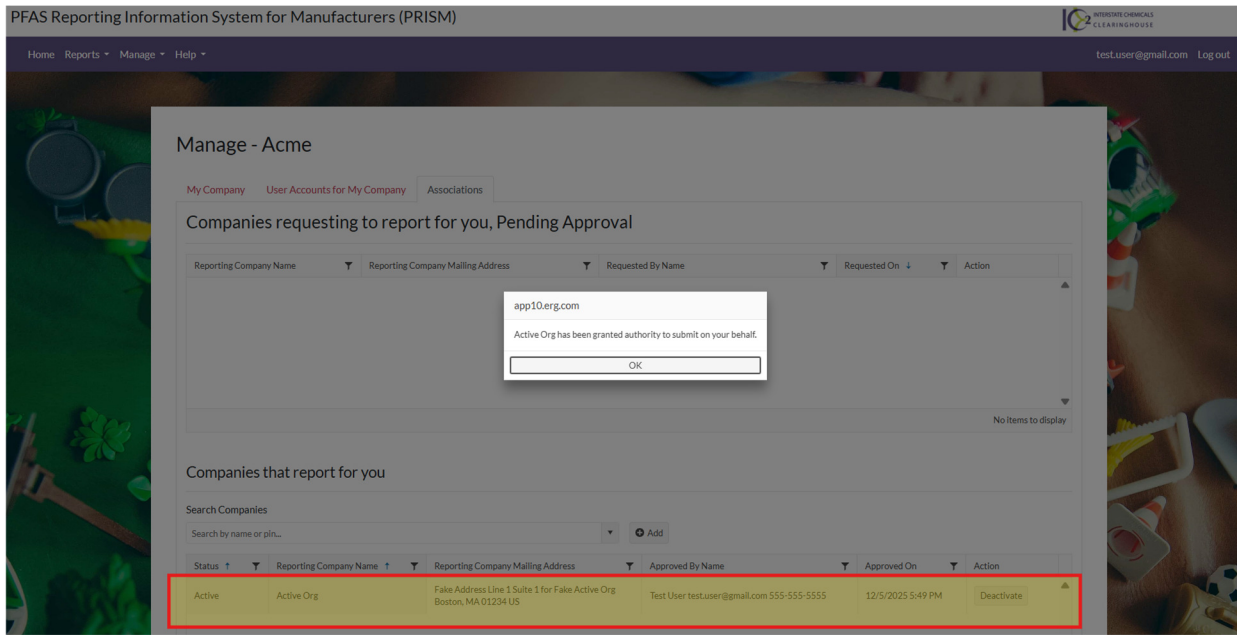 PFAS Reporting Information System for Manufacturers (PRISM)
IC2 INTERSTATE CHEMICALS
CLEARINGHOUSE
Home Reports Manage Help test.user@gmail.com Log out
Manage - Acme
My Company User Accounts for My Company Associations
Companies requesting to report for you, Pending Approval
Reporting Company Name Reporting Company Mailing Address Requested By Name Requested On ↓ Action
app10.erg.com
Active Org has been granted authority to submit on your behalf.
OK
No items to display
Companies that report for you
Search Companies
Search by name or pin... Add
Status ↑ Reporting Company Name ↑ Reporting Company Mailing Address Approved By Name Approved On Action
Active Active Org Fake Address Line 1 Suite 1 for Fake Active Org Test User test.user@gmail.com 555-555-5555 12/5/2025 5:49 PM Deactivate
Boston, MA 01234 US